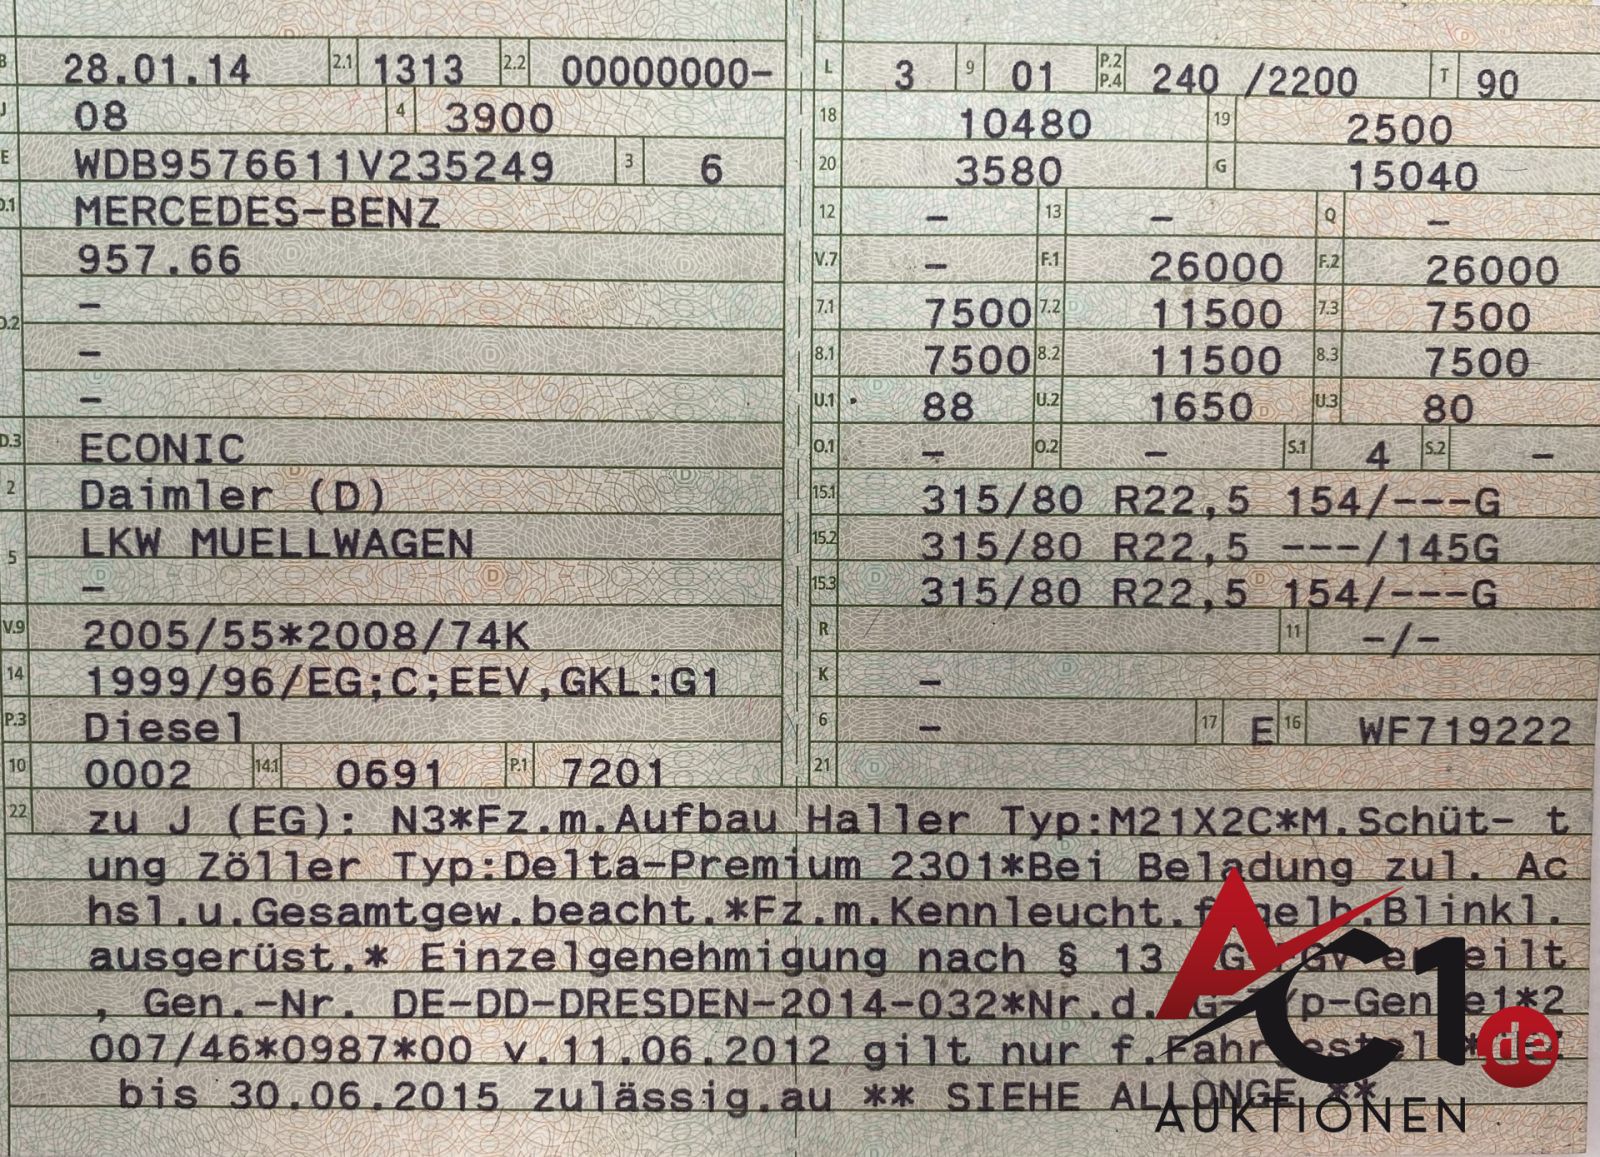 B 28.01.14 2.1 1313 2.2 00000000-
J 08 4 3900
E WDB9576611V235249 3 6
D.1 MERCEDES-BENZ
957.66
-
D.2 -
-
D.3 ECONIC
2 Daimler (D)
5 LKW MUELLWAGEN
-
V.9 2005/55*2008/74K
14 1999/96/EG;C;EEV,GKL:G1
P.3 Diesel
10 0002 14.1 0691 P.1 7201
L 3 9 01 P.2 P.4 240 /2200 T 90
18 10480 19 2500
20 3580 G 15040
12 - 13 - Q -
V.7 - F.1 26000 F.2 26000
7.1 7500 7.2 11500 7.3 7500
8.1 7500 8.2 11500 8.3 7500
U.1 88 U.2 1650 U.3 80
O.1 - O.2 - S.1 4 S.2 -
15.1 315/80 R22,5 154/---G
15.2 315/80 R22,5 ---/145G
15.3 315/80 R22,5 154/---G
R 11 -/-
K -
6 - 17 E 16 WF719222
21
22 zu J (EG): N3*Fz.m.Aufbau Haller Typ:M21X2C*M.Schüt- t
ung Zöller Typ:Delta-Premium 2301*Bei Beladung zul. Ac
hsl.u.Gesamtgew.beacht.*Fz.m.Kennleucht.f.gelb.Blinkl.
ausgerüst.* Einzelgenehmigung nach § 13
, Gen.-Nr. DE-DD-DRESDEN-2014-032*Nr.d. e1*2
007/46*0987*00 v.11.06.2012 gilt nur
bis 30.06.2015 zulässig.au ** SIEHE ALLONGE **
AC1.de
AUKTIONEN